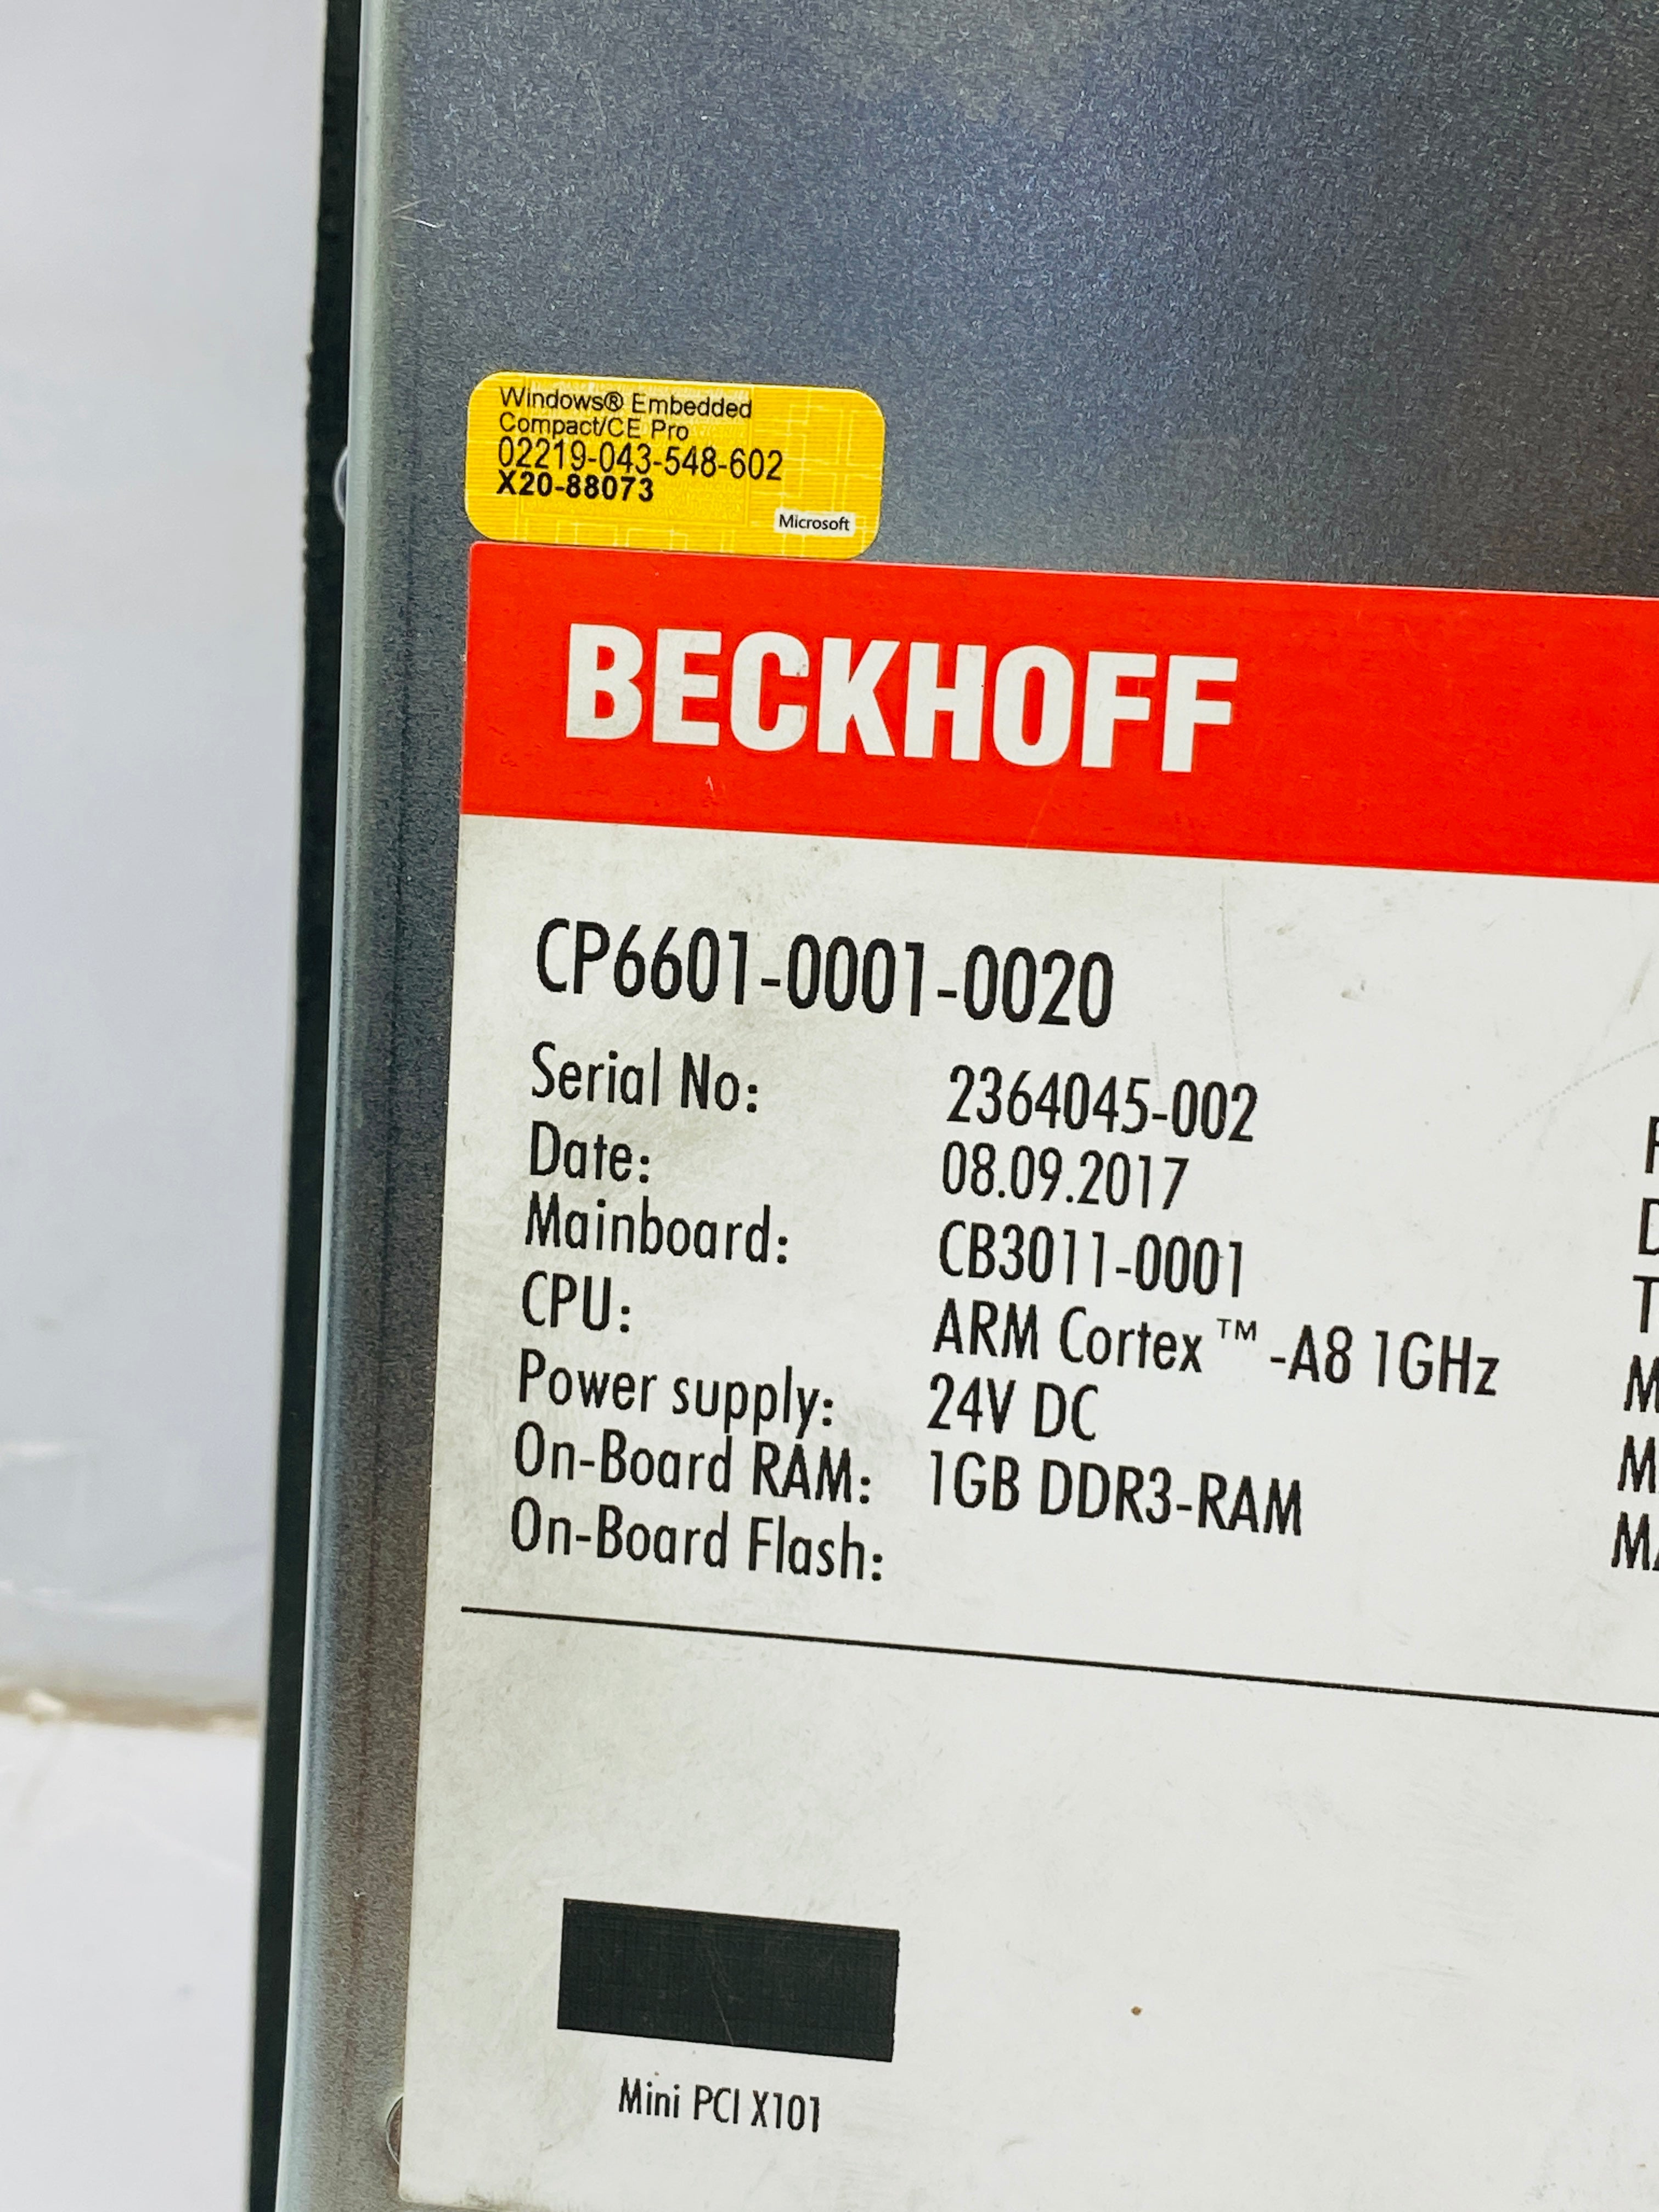 Windows® Embedded
Compact/CE Pro
02219-043-548-602
X20-88073
Microsoft
BECKHOFF
CP6601-0001-0020
Serial No: 2364045-002
Date: 08.09.2017
Mainboard: CB3011-0001
CPU: ARM Cortex™-A8 1GHz
Power supply: 24V DC
On-Board RAM: 1GB DDR3-RAM
On-Board Flash:
Mini PCI X101